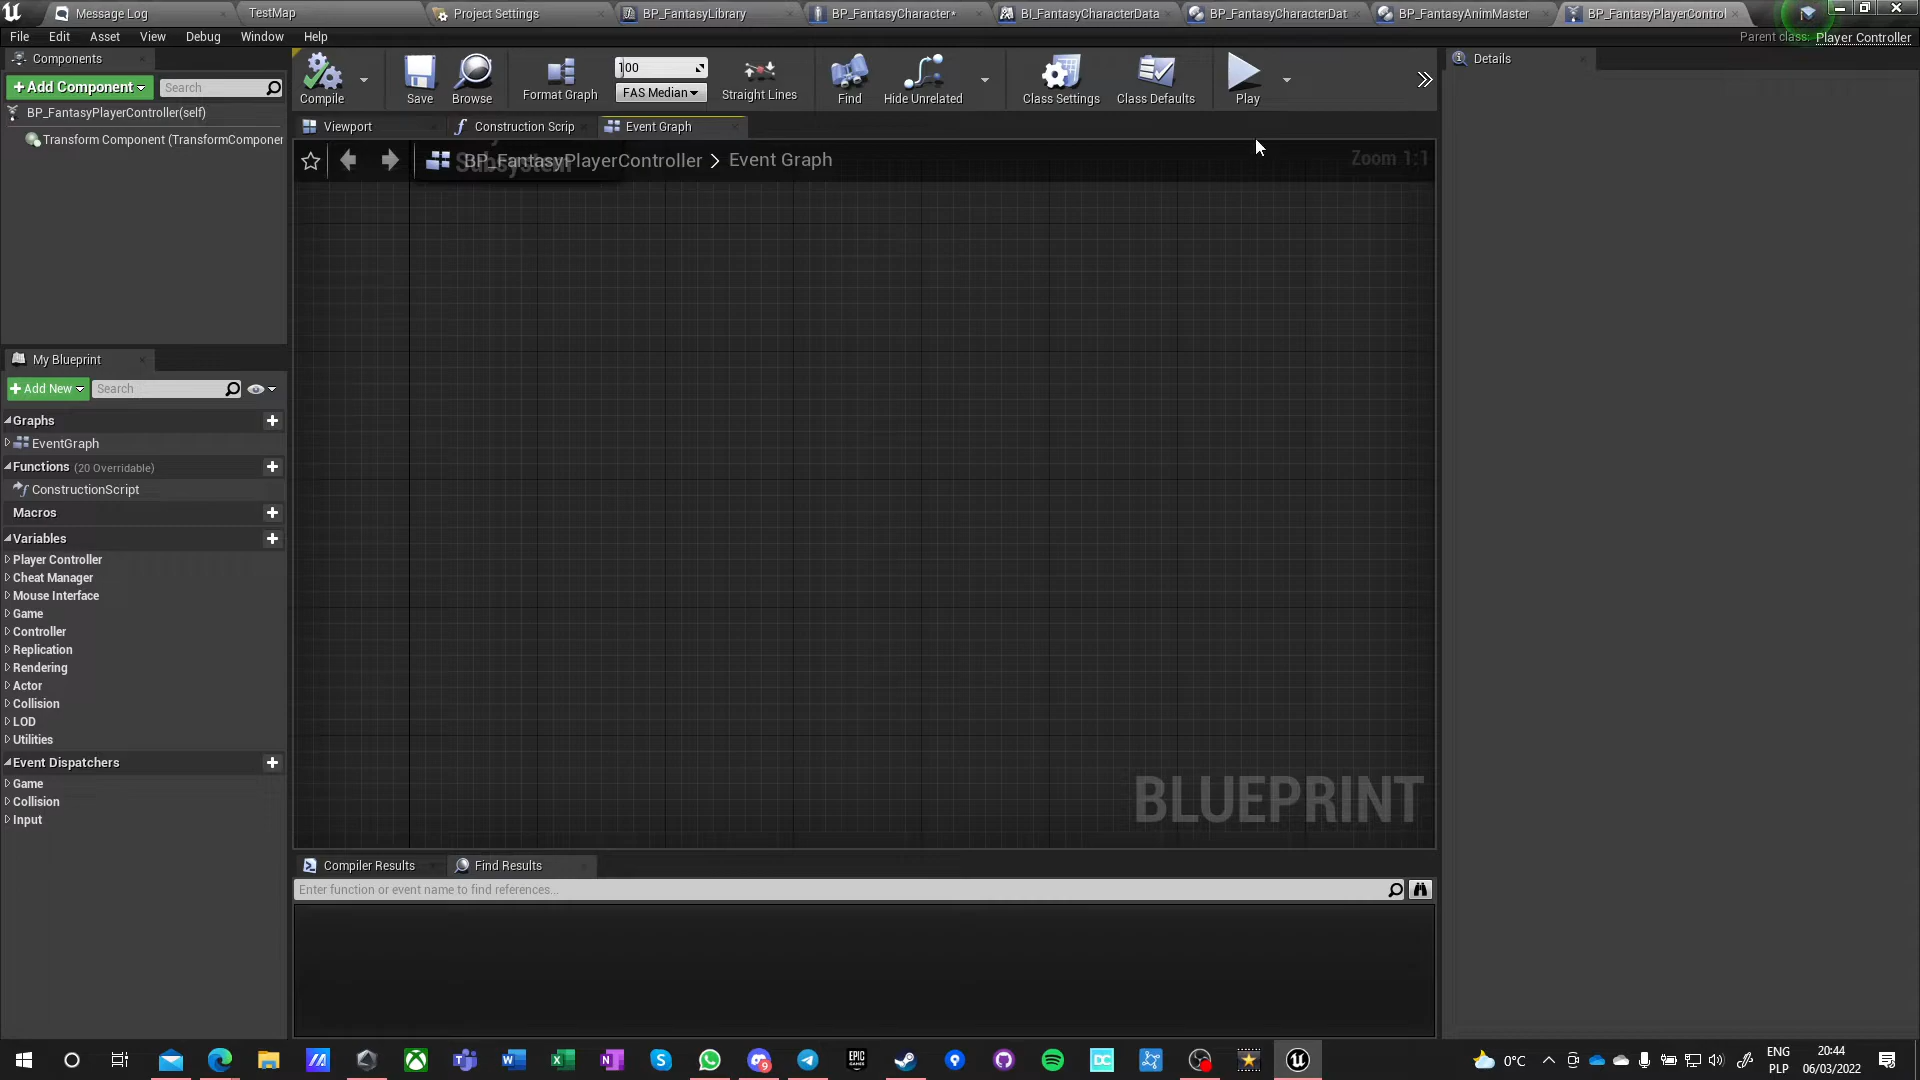 Message Log
TestMap
Project Settings
BP_FantasyLibrary
BP_FantasyCharacter*
BI_FantasyCharacterData
BP_FantasyCharacterDat
BP_FantasyAnimMaster
BP_FantasyPlayerControl
File Edit Asset View Debug Window Help
Parent class: Player Controller
Components
+Add Component
Search
BP_FantasyPlayerController(self)
Transform Component (TransformComponer
Compile
Save
Browse
Format Graph
100
FAS Median
Straight Lines
Find
Hide Unrelated
Class Settings
Class Defaults
Play
Details
Viewport
Construction Scrip
Event Graph
BP_FantasyPlayerController > Event Graph
Subsystem
Zoom 1:1
My Blueprint
+Add New
Search
Graphs
EventGraph
Functions (20 Overridable)
ConstructionScript
Macros
Variables
Player Controller
Cheat Manager
Mouse Interface
Game
Controller
Replication
Rendering
Actor
Collision
LOD
Utilities
Event Dispatchers
Game
Collision
Input
BLUEPRINT
Compiler Results
Find Results
Enter function or event name to find references...
0°C
ENG
PLP
20:44
06/03/2022